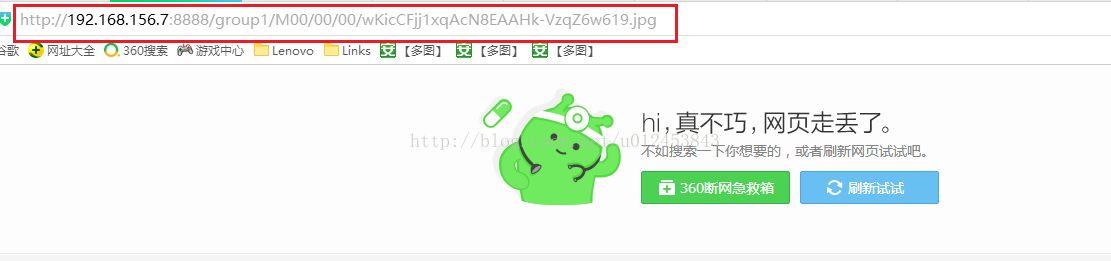 http://192.168.156.7:8888/group1/M00/00/00/wKicCFjj1xqAcN8EAAHk-VzqZ6w619.jpg
谷歌 网址大全 360搜索 游戏中心 Lenovo Links 【多图】 【多图】 【多图】
hi,真不巧,网页走丢了。
http://blog. /u012453843
不如搜索一下你想要的，或者刷新网页试试吧。
360断网急救箱 刷新试试